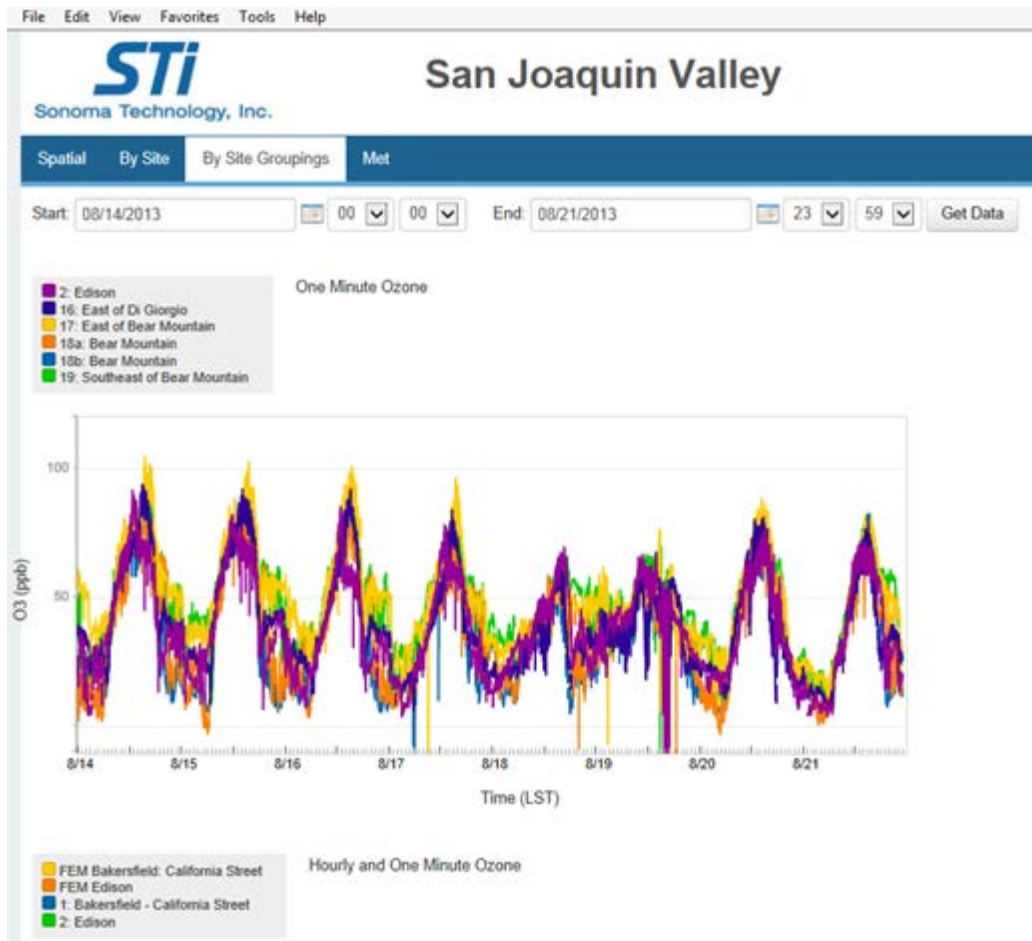 File Edit View Favorites Tools Help
STi
Sonoma Technology, Inc.
San Joaquin Valley
Spatial By Site By Site Groupings Met
Start: 08/14/2013 00 00 End: 08/21/2013 23 59 Get Data
One Minute Ozone
2: Edison
16: East of Di Giorgio
17: East of Bear Mountain
18a: Bear Mountain
18b: Bear Mountain
19: Southeast of Bear Mountain
100
50
O3 (ppb)
8/14 8/15 8/16 8/17 8/18 8/19 8/20 8/21
Time (LST)
Hourly and One Minute Ozone
FEM Bakersfield: California Street
FEM Edison
1: Bakersfield - California Street
2: Edison